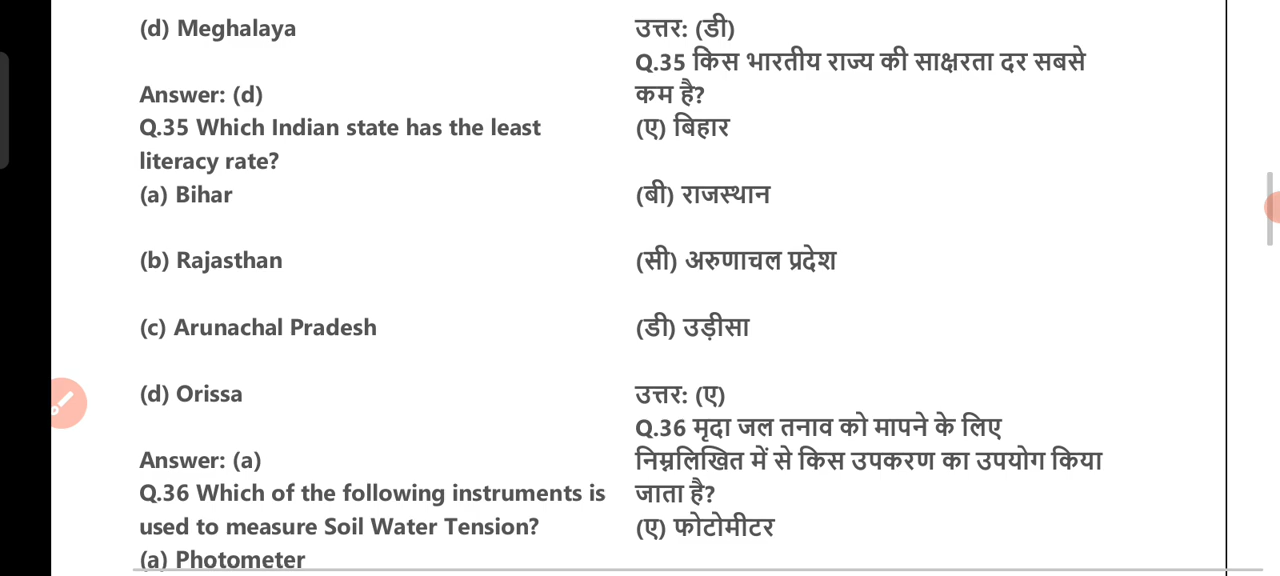 (d) Meghalaya
Answer: (d)
Q.35 Which Indian state has the least
literacy rate?
(a) Bihar
(b) Rajasthan
(c) Arunachal Pradesh
(d) Orissa
Answer: (a)
Q.36 Which of the following instruments is
used to measure Soil Water Tension?
(a) Photometer
उत्तर: (डी)
Q.35 किस भारतीय राज्य की साक्षरता दर सबसे
कम है?
(ए) बिहार
(बी) राजस्थान
(सी) अरुणाचल प्रदेश
(डी) उड़ीसा
उत्तर: (ए)
Q.36 मृदा जल तनाव को मापने के लिए
निम्नलिखित में से किस उपकरण का उपयोग किया
जाता है?
(ए) फोटोमीटर